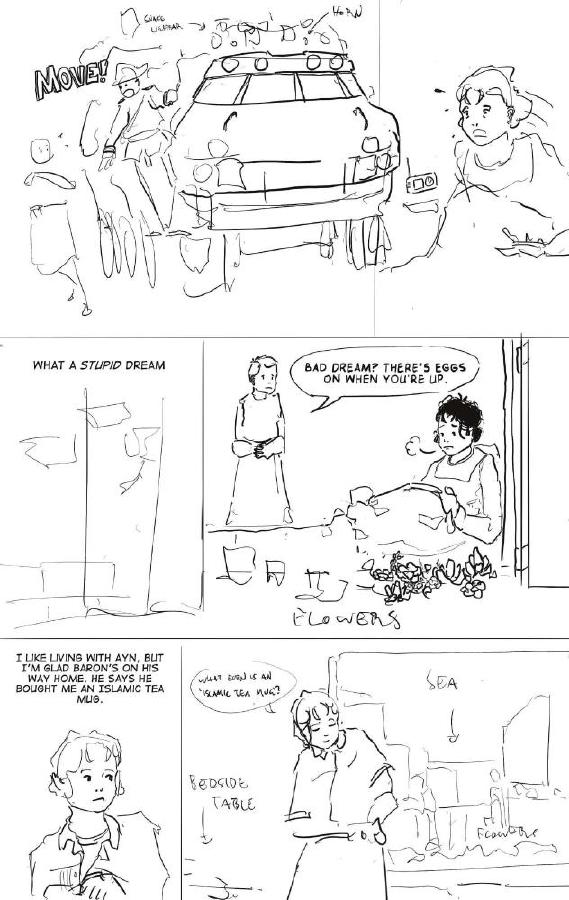 HORN
MOVE!
WHAT A STUPID DREAM
BAD DREAM? THERE'S EGGS
ON WHEN YOU'RE UP.
FLOWERS
I LIKE LIVING WITH AYN, BUT
I'M GLAD BARON'S ON HIS
WAY HOME. HE SAYS HE
BOUGHT ME AN ISLAMIC TEA
MUG.
WHAT EVEN IS AN
"ISLAMIC TEA MUG"?
SEA
BEDSIDE
TABLE
FLOWERS